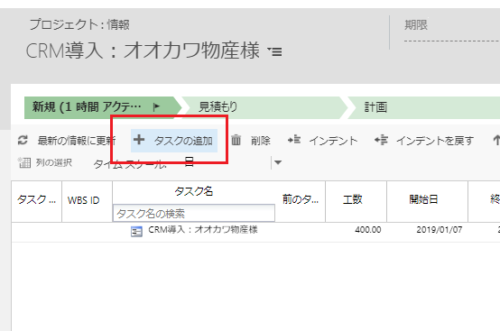 プロジェクト : 情報
期限
CRM導入：オオカワ物産様
新規 (1 時間 アクテ… 見積もり 計画
最新の情報に更新 タスクの追加 削除 インデント インデントを戻す
列の選択 タイム スケール: 日
タスク... WBS ID タスク名 前のタ... 工数 開始日 終
タスク名の検索
CRM導入：オオカワ物産様 400.00 2019/01/07 2